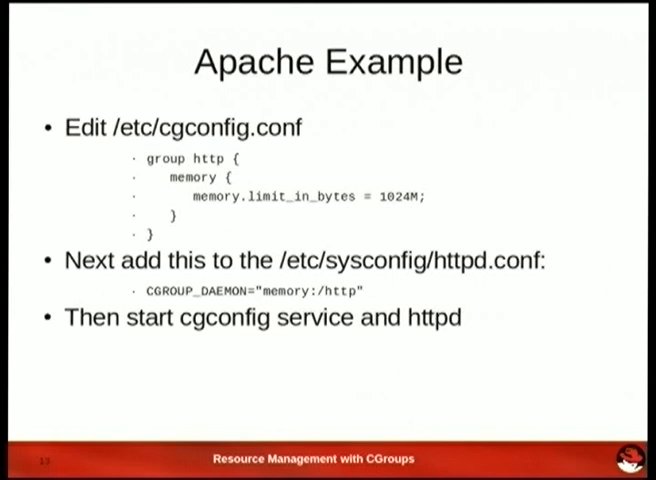 Apache Example
• Edit /etc/cgconfig.conf
· group http {
· memory {
· memory.limit_in_bytes = 1024M;
· }
· }
• Next add this to the /etc/sysconfig/httpd.conf:
· CGROUP_DAEMON="memory:/http"
• Then start cgconfig service and httpd
19
Resource Management with CGroups